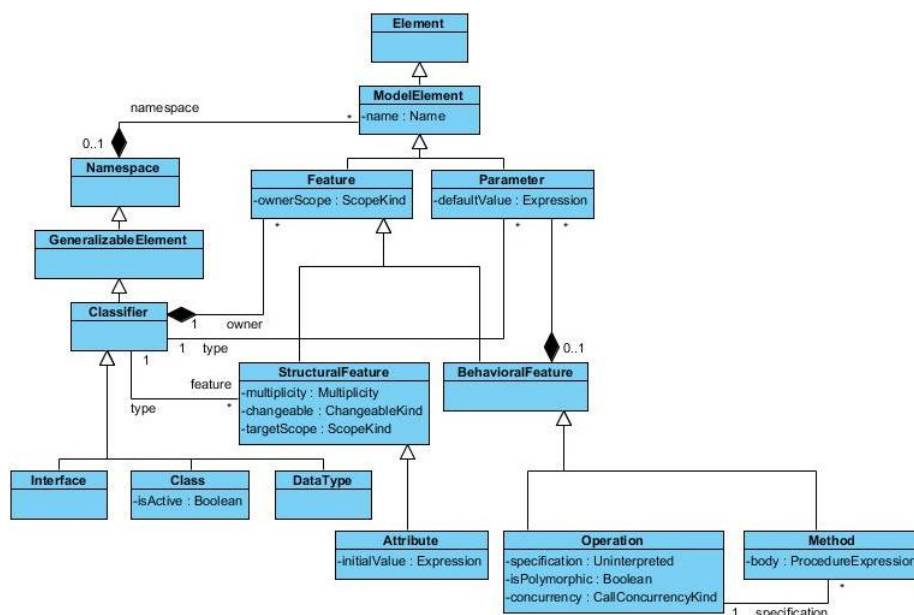 Element
ModelElement
-name : Name
namespace
*
0..1
Namespace
Feature
-ownerScope : ScopeKind
Parameter
-defaultValue : Expression
*
*
*
GeneralizableElement
Classifier
1
owner
1
type
0..1
1
StructuralFeature
-multiplicity : Multiplicity
-changeable : ChangeableKind
-targetScope : ScopeKind
BehavioralFeature
feature
type
*
Interface
Class
-isActive : Boolean
DataType
Attribute
-initialValue : Expression
Operation
-specification : Uninterpreted
-isPolymorphic : Boolean
-concurrency : CallConcurrencyKind
Method
-body : ProcedureExpression
*
1
specification